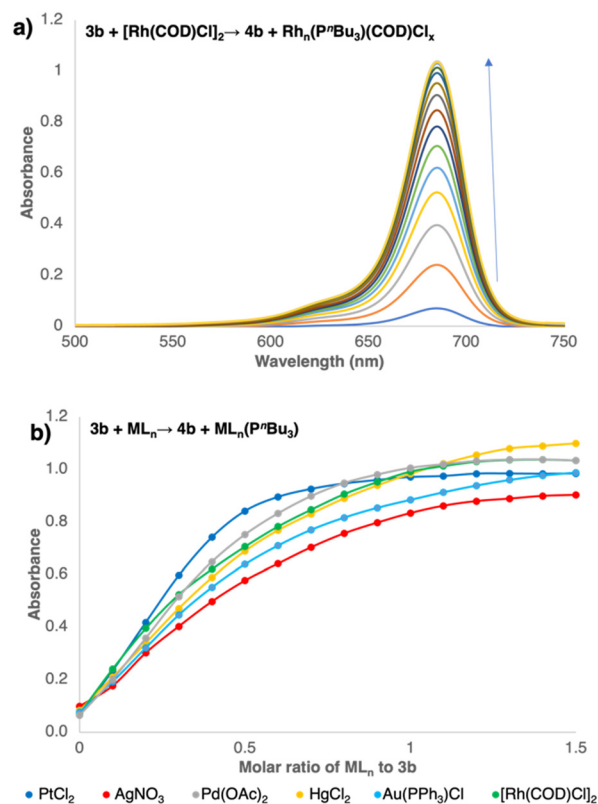 a)
3b + [Rh(COD)Cl]₂→ 4b + Rhₙ(PⁿBu₃)(COD)Clₓ
1.2
1
0.8
0.6
0.4
0.2
0
Absorbance
500
550
600
650
700
750
Wavelength (nm)
b)
3b + MLₙ→ 4b + MLₙ(PⁿBu₃)
1.2
1.0
0.8
0.6
0.4
0.2
0.0
Absorbance
0
0.5
1
1.5
Molar ratio of MLₙ to 3b
PtCl₂
AgNO₃
Pd(OAc)₂
HgCl₂
Au(PPh₃)Cl
[Rh(COD)Cl]₂